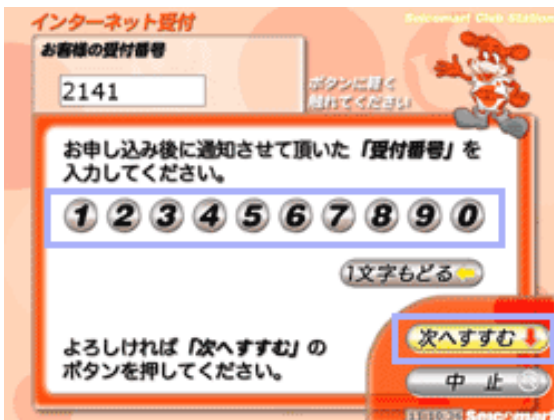 インターネット受付
Seicomart Club Station
お客様の受付番号
2141
ボタンに軽く
触れてください
お申し込み後に通知させて頂いた「受付番号」を
入力してください。
1 2 3 4 5 6 7 8 9 0
1文字もどる
よろしければ「次へすすむ」の
ボタンを押してください。
次へすすむ
中止
Seicomar